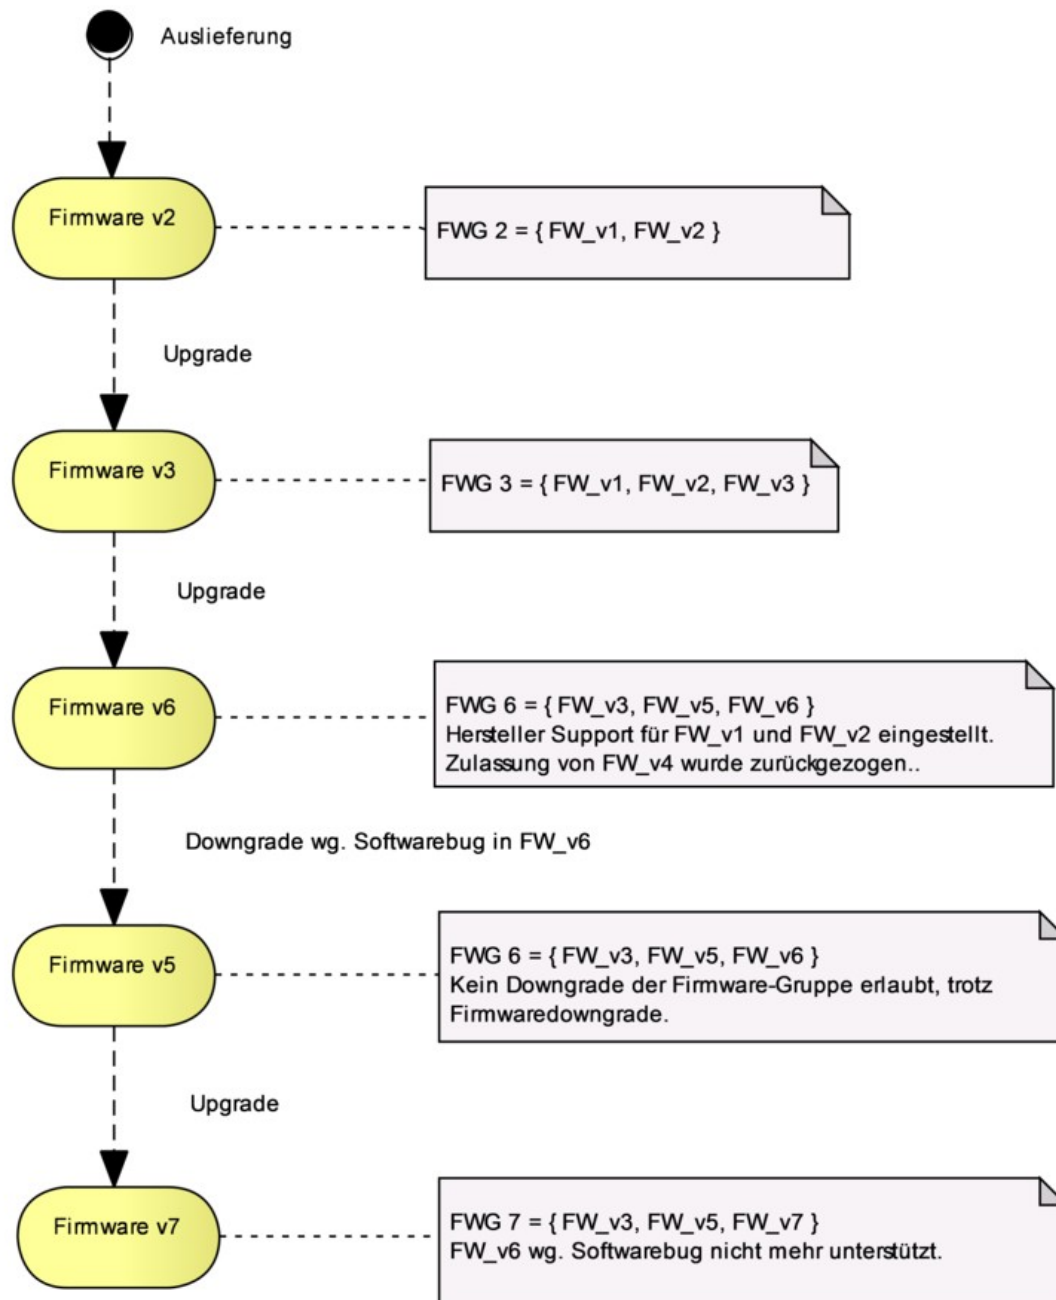 Auslieferung
Firmware v2
FWG 2 = { FW_v1, FW_v2 }
Upgrade
Firmware v3
FWG 3 = { FW_v1, FW_v2, FW_v3 }
Upgrade
Firmware v6
FWG 6 = { FW_v3, FW_v5, FW_v6 }
Hersteller Support für FW_v1 und FW_v2 eingestellt.
Zulassung von FW_v4 wurde zurückgezogen..
Downgrade wg. Softwarebug in FW_v6
Firmware v5
FWG 6 = { FW_v3, FW_v5, FW_v6 }
Kein Downgrade der Firmware-Gruppe erlaubt, trotz
Firmwaredowngrade.
Upgrade
Firmware v7
FWG 7 = { FW_v3, FW_v5, FW_v7 }
FW_v6 wg. Softwarebug nicht mehr unterstützt.